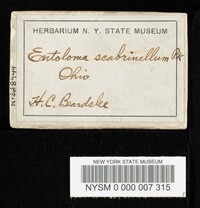 HERBARIUM N. Y. STATE MUSEUM
Entoloma scabrinellum Pk
Ohio
H. C. Beardslee
NEW YORK STATE MUSEUM
NYSM 0 000 007 315